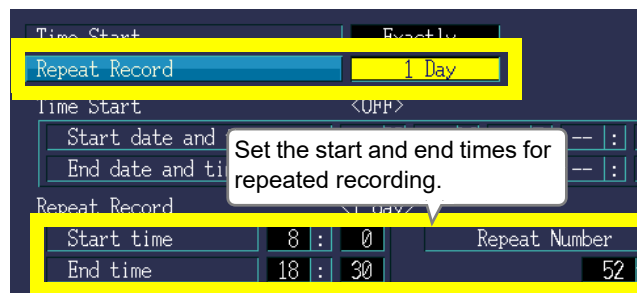 Time Start Exactly
Repeat Record 1 Day
Time Start <OFF>
Start date and -- :
End date and -- :
Set the start and end times for
repeated recording.
Repeat Record <1 day>
Start time 8 : 0 Repeat Number
End time 18 : 30 52